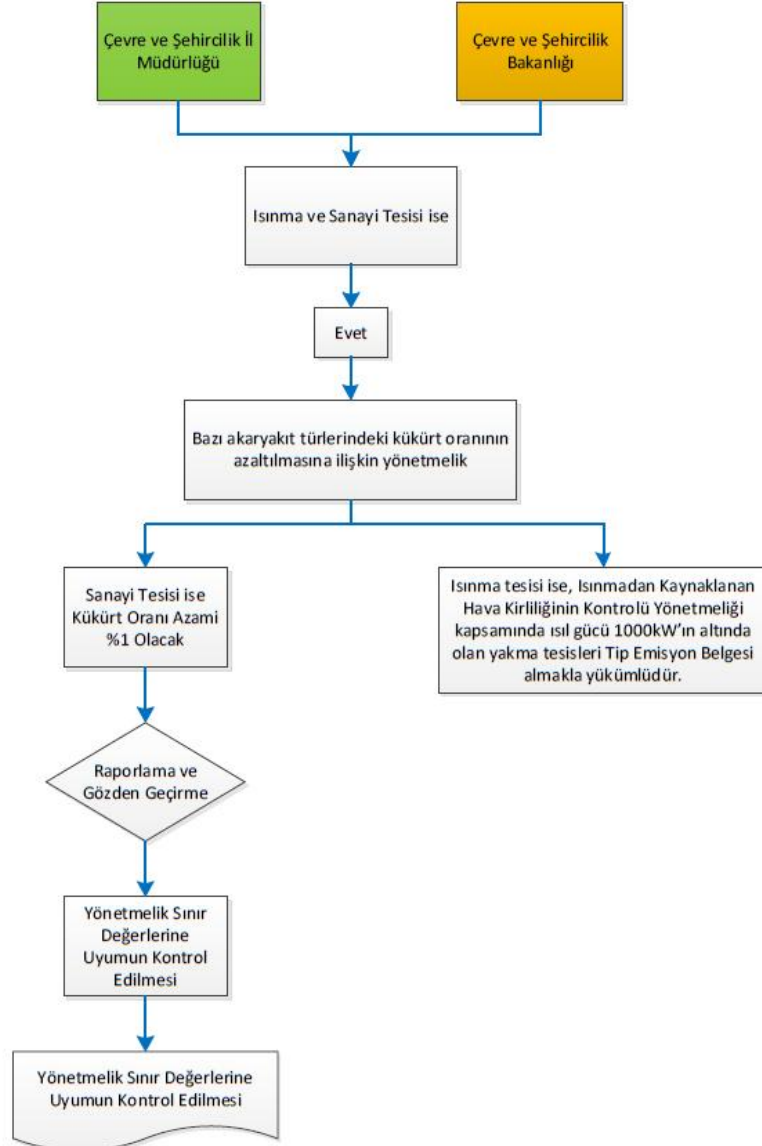 Çevre ve Şehircilik İl
Müdürlüğü
Çevre ve Şehircilik
Bakanlığı
Isınma ve Sanayi Tesisi ise
Evet
Bazı akaryakıt türlerindeki kükürt oranının
azaltılmasına ilişkin yönetmelik
Sanayi Tesisi ise
Kükürt Oranı Azami
%1 Olacak
Isınma tesisi ise, Isınmadan Kaynaklanan
Hava Kirliliğinin Kontrolü Yönetmeliği
kapsamında ısıl gücü 1000kW’ın altında
olan yakma tesisleri Tip Emisyon Belgesi
almakla yükümlüdür.
Raporlama ve
Gözden Geçirme
Yönetmelik Sınır
Değerlerine
Uyumun Kontrol
Edilmesi
Yönetmelik Sınır Değerlerine
Uyumun Kontrol Edilmesi